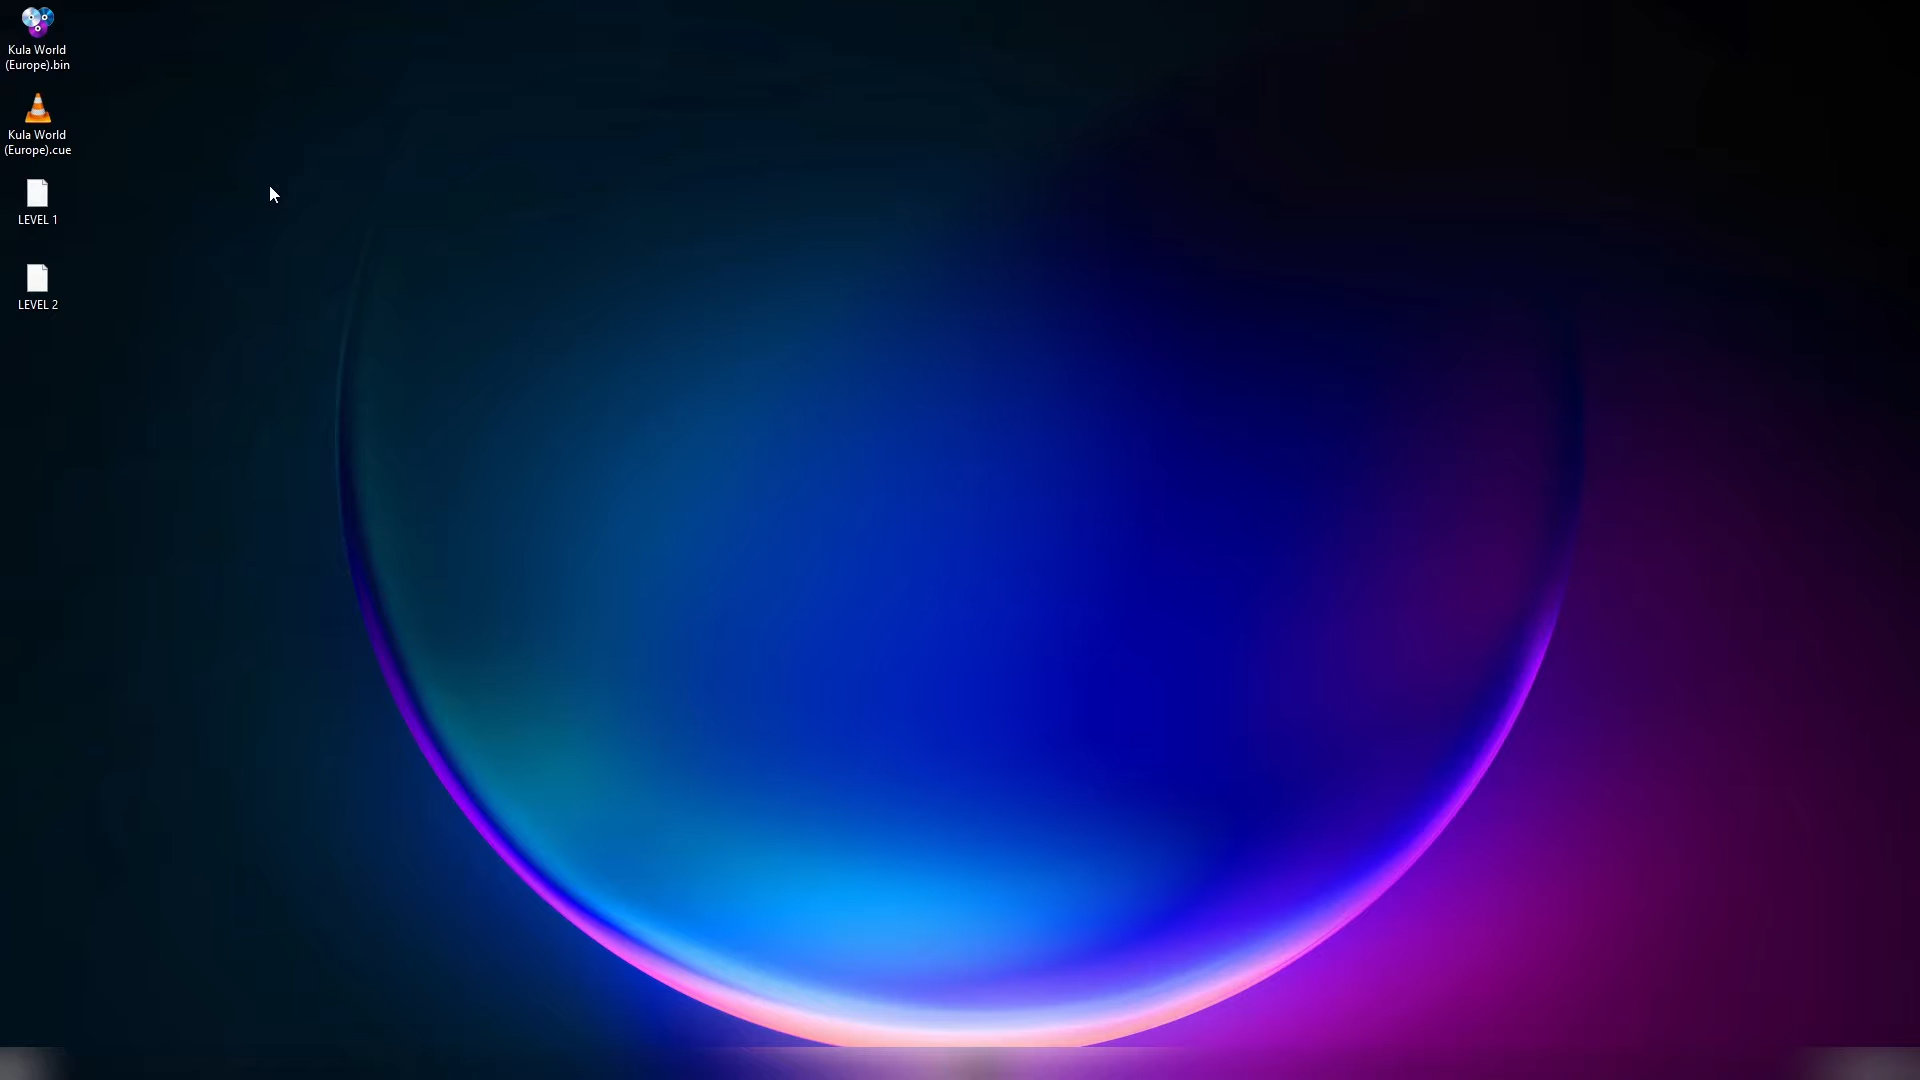 Kula World
(Europe).bin
Kula World
(Europe).cue
LEVEL 1
LEVEL 2